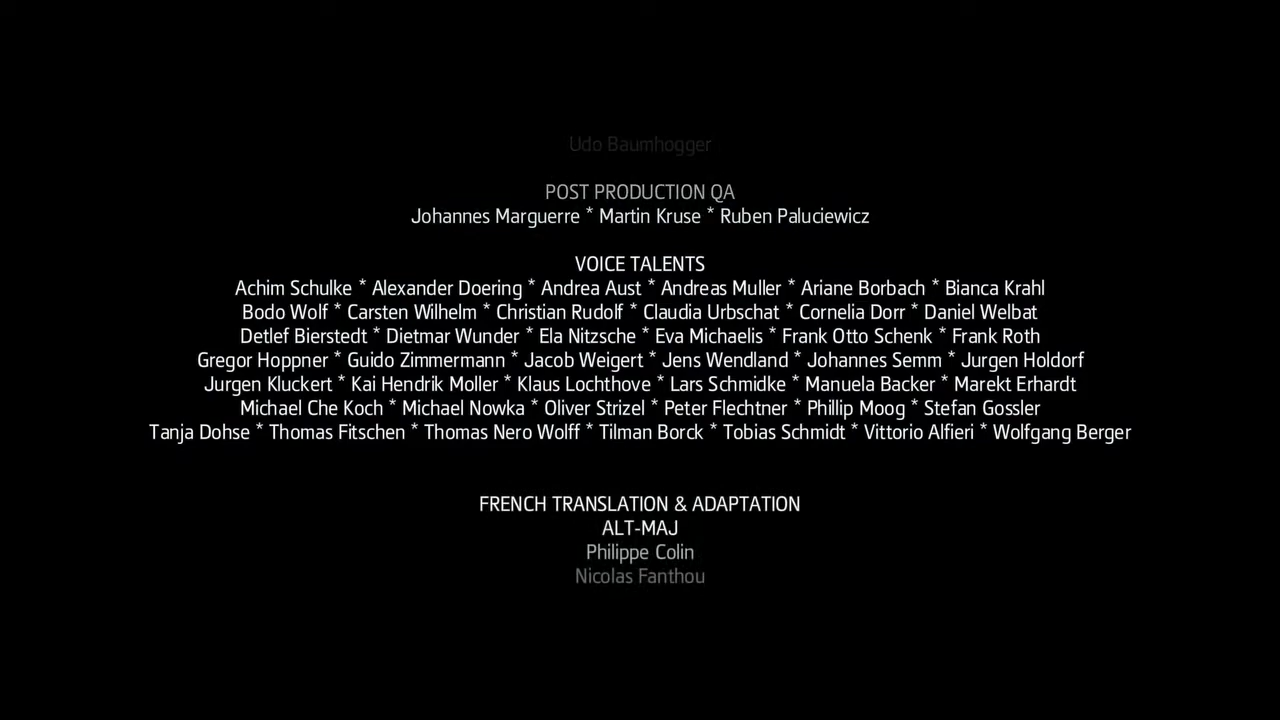 Udo Baumhogger
POST PRODUCTION QA
Johannes Marguerre * Martin Kruse * Ruben Paluciewicz
VOICE TALENTS
Achim Schulke * Alexander Doering * Andrea Aust * Andreas Muller * Ariane Borbach * Bianca Krahl
Bodo Wolf * Carsten Wilhelm * Christian Rudolf * Claudia Urbschat * Cornelia Dorr * Daniel Welbat
Detlef Bierstedt * Dietmar Wunder * Ela Nitzsche * Eva Michaelis * Frank Otto Schenk * Frank Roth
Gregor Hoppner * Guido Zimmermann * Jacob Weigert * Jens Wendland * Johannes Semm * Jurgen Holdorf
Jurgen Kluckert * Kai Hendrik Moller * Klaus Lochthove * Lars Schmidke * Manuela Backer * Marekt Erhardt
Michael Che Koch * Michael Nowka * Oliver Strizel * Peter Flechtner * Phillip Moog * Stefan Gossler
Tanja Dohse * Thomas Fitschen * Thomas Nero Wolff * Tilman Borck * Tobias Schmidt * Vittorio Alfieri * Wolfgang Berger
FRENCH TRANSLATION & ADAPTATION
ALT-MAJ
Philippe Colin
Nicolas Fanthou